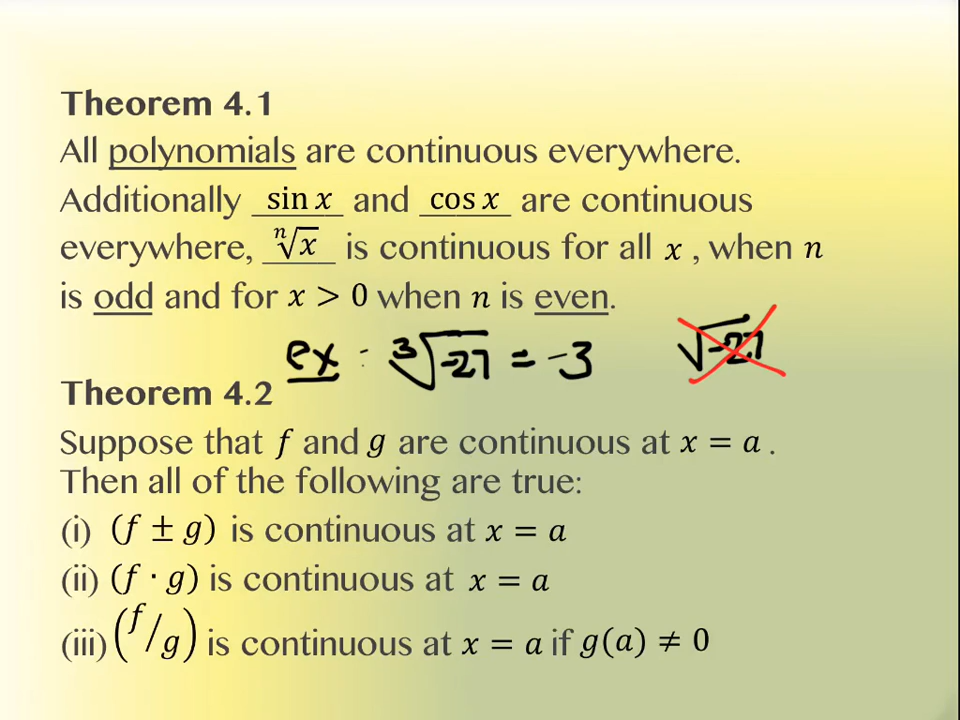 Theorem 4.1
All polynomials are continuous everywhere.
Additionally sin x and cos x are continuous
everywhere, ⁿ√x is continuous for all x , when n
is odd and for x > 0 when n is even.
ex : ³√-27 = -3 √-27
Theorem 4.2
Suppose that f and g are continuous at x = a .
Then all of the following are true:
(i) (f ± g) is continuous at x = a
(ii) (f · g) is continuous at x = a
(iii) (f/g) is continuous at x = a if g(a) ≠ 0